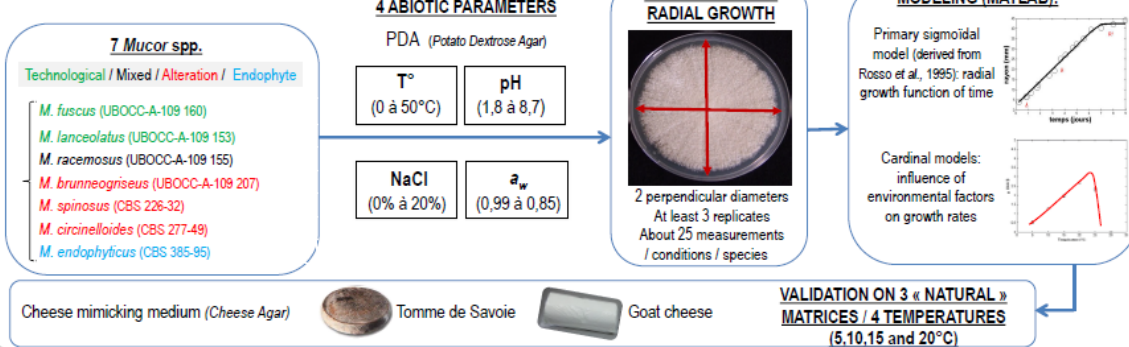 7 Mucor spp.
Technological / Mixed / Alteration / Endophyte
M. fuscus (UBOCC-A-109 160)
M. lanceolatus (UBOCC-A-109 153)
M. racemosus (UBOCC-A-109 155)
M. brunneogriseus (UBOCC-A-109 207)
M. spinosus (CBS 226-32)
M. circinelloides (CBS 277-49)
M. endophyticus (CBS 385-95)
4 ABIOTIC PARAMETERS
PDA (Potato Dextrose Agar)
T°
(0 à 50°C)
pH
(1,8 à 8,7)
NaCl
(0% à 20%)
aw
(0,99 à 0,85)
RADIAL GROWTH
2 perpendicular diameters
At least 3 replicates
About 25 measurements
/ conditions / species
MODELING (MATLAB):
Primary sigmoïdal
model (derived from
Rosso et al., 1995): radial
growth function of time
rayon (mm)
temps (jours)
Cardinal models:
influence of
environmental factors
on growth rates
Cheese mimicking medium (Cheese Agar)
Tomme de Savoie
Goat cheese
VALIDATION ON 3 « NATURAL »
MATRICES / 4 TEMPERATURES
(5,10,15 and 20°C)